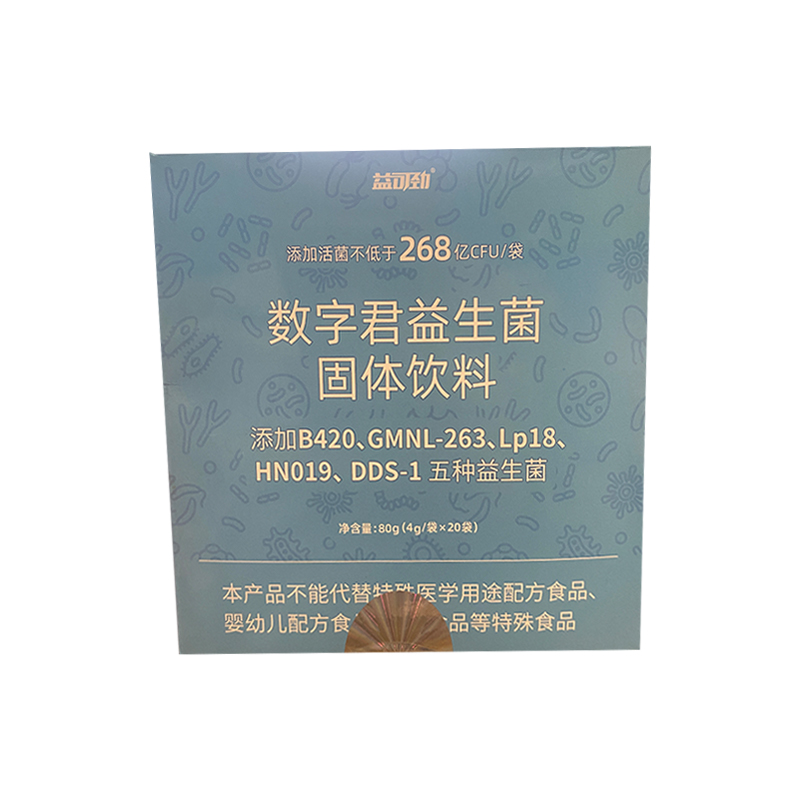 益可劲®
添加活菌不低于268亿CFU/袋
数字君益生菌
固体饮料
添加B420、GMNL-263、Lp18、
HN019、DDS-1 五种益生菌
净含量:80g(4g/袋×20袋)
本产品不能代替特殊医学用途配方食品、
婴幼儿配方食 食品等特殊食品